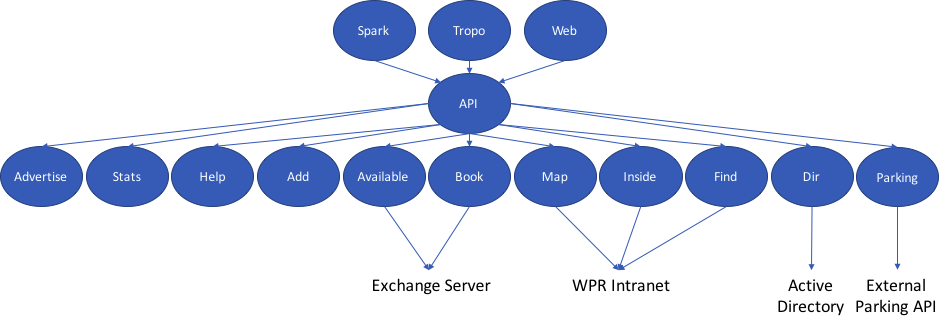 Spark Tropo Web
API
Advertise Stats Help Add Available Book Map Inside Find Dir Parking
Exchange Server WPR Intranet Active External
Directory Parking API